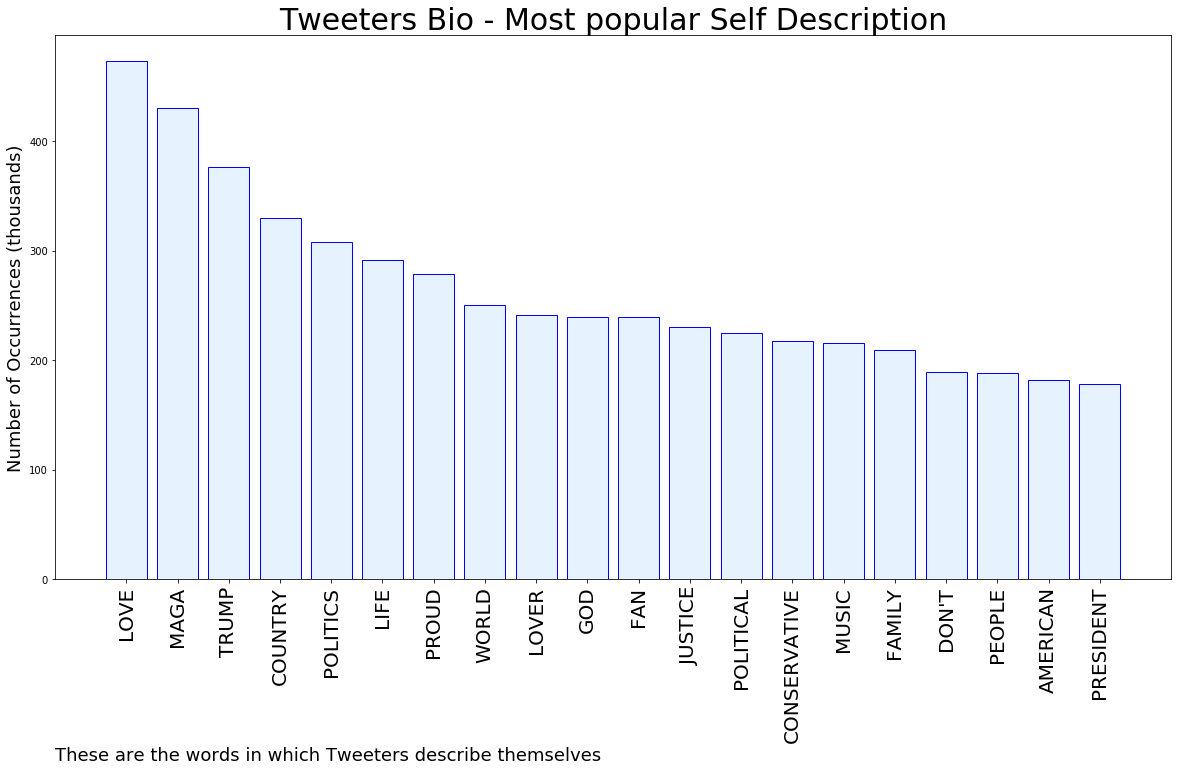 Tweeters Bio - Most popular Self Description
Number of Occurrences (thousands)
400
300
200
100
0
LOVE
MAGA
TRUMP
COUNTRY
POLITICS
LIFE
PROUD
WORLD
LOVER
GOD
FAN
JUSTICE
POLITICAL
CONSERVATIVE
MUSIC
FAMILY
DON'T
PEOPLE
AMERICAN
PRESIDENT
These are the words in which Tweeters describe themselves